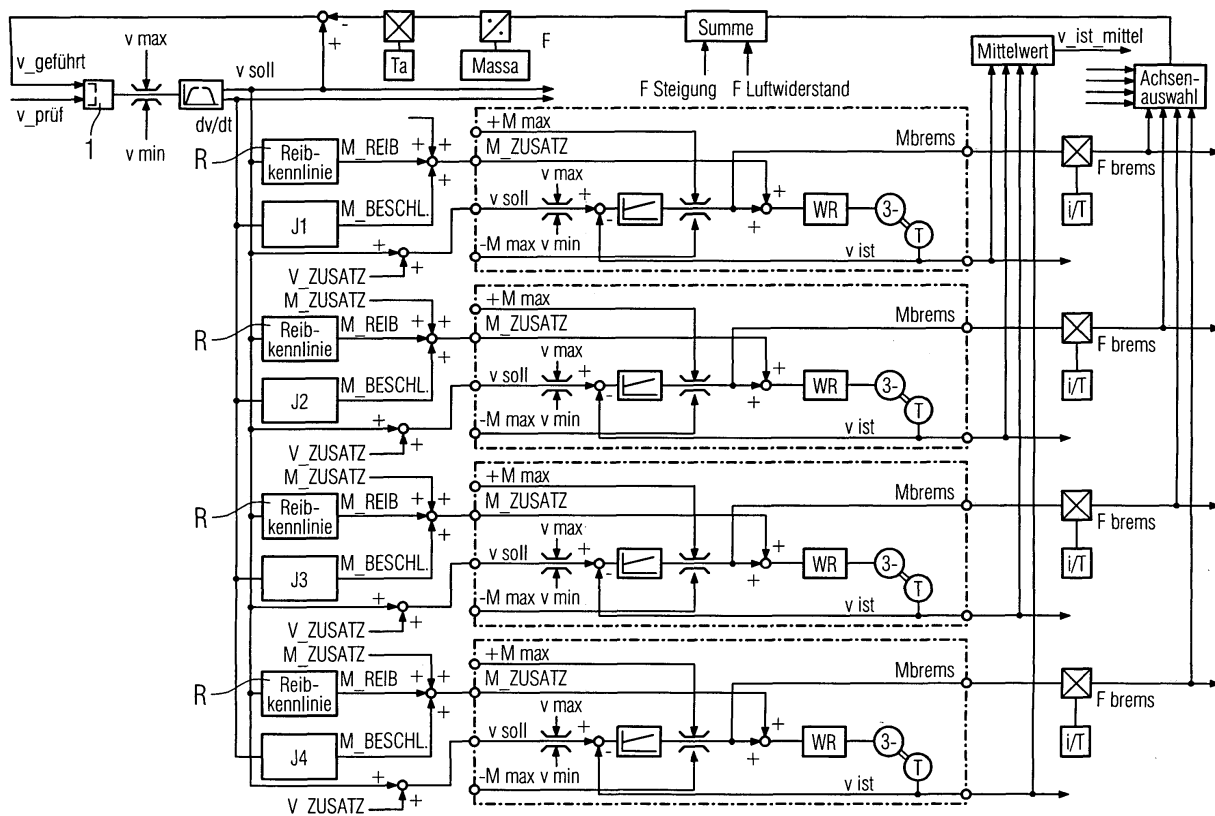 v_geführt
v_prüf
1
v max
v min
dv/dt
v soll
-
+
Ta
Massa
F
Summe
F Steigung
F Luftwiderstand
Mittelwert
v_ist_mittel
Achsen-
auswahl
R
Reib-
kennlinie
M_REIB
+ +
+
J1
M_BESCHL.
+
+
V_ZUSATZ
+M max
M_ZUSATZ
v max
v soll
+
-
-M max v min
+
+
WR
3~
T
v ist
Mbrems
i/T
F brems
M_ZUSATZ
R
Reib-
kennlinie
M_REIB
+ +
+
J2
M_BESCHL.
+
+
V_ZUSATZ
+M max
M_ZUSATZ
v max
v soll
+
-
-M max v min
+
+
WR
3~
T
v ist
Mbrems
i/T
F brems
M_ZUSATZ
R
Reib-
kennlinie
M_REIB
+ +
+
J3
M_BESCHL.
+
+
V_ZUSATZ
+M max
M_ZUSATZ
v max
v soll
+
-
-M max v min
+
+
WR
3~
T
v ist
Mbrems
i/T
F brems
M_ZUSATZ
R
Reib-
kennlinie
M_REIB
+ +
+
J4
M_BESCHL.
+
+
V_ZUSATZ
+M max
M_ZUSATZ
v max
v soll
+
-
-M max v min
+
+
WR
3~
T
v ist
Mbrems
i/T
F brems